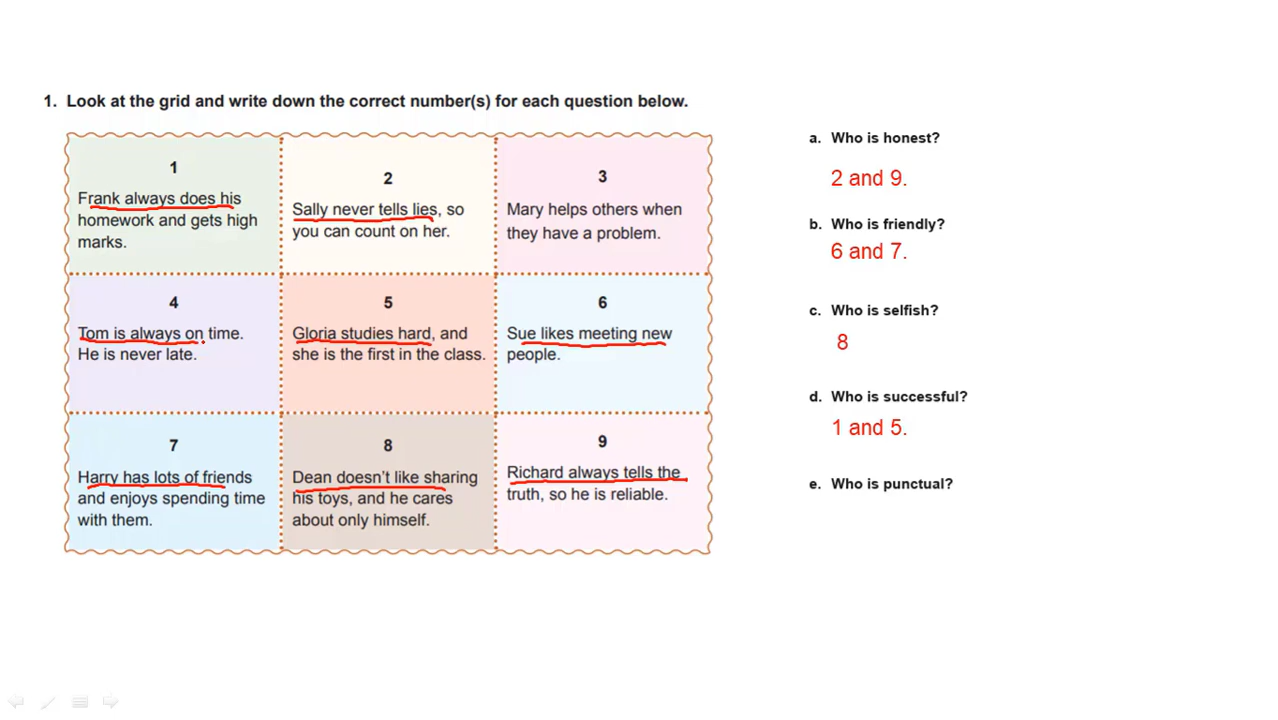 1. Look at the grid and write down the correct number(s) for each question below.
1
Frank always does his
homework and gets high
marks.
2
Sally never tells lies, so
you can count on her.
3
Mary helps others when
they have a problem.
4
Tom is always on time.
He is never late.
5
Gloria studies hard, and
she is the first in the class.
6
Sue likes meeting new
people.
7
Harry has lots of friends
and enjoys spending time
with them.
8
Dean doesn't like sharing
his toys, and he cares
about only himself.
9
Richard always tells the
truth, so he is reliable.
a. Who is honest?
2 and 9.
b. Who is friendly?
6 and 7.
c. Who is selfish?
8
d. Who is successful?
1 and 5.
e. Who is punctual?